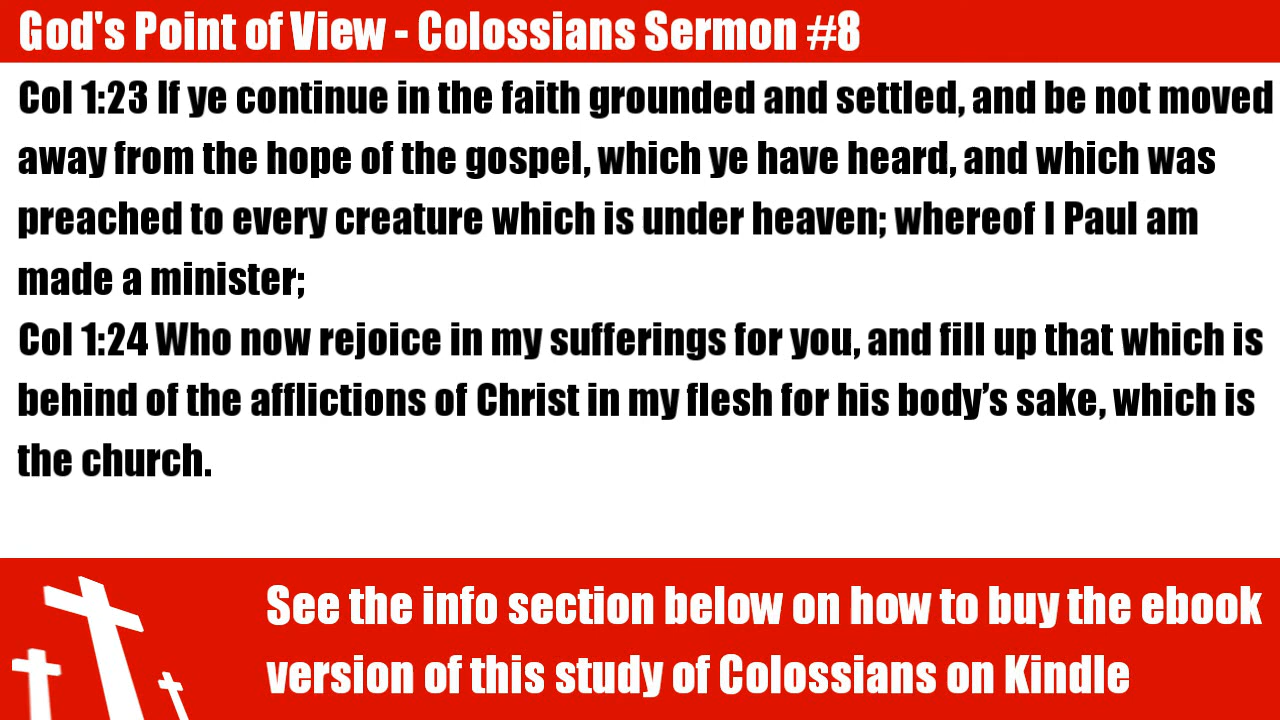 God's Point of View - Colossians Sermon #8
Col 1:23 If ye continue in the faith grounded and settled, and be not moved
away from the hope of the gospel, which ye have heard, and which was
preached to every creature which is under heaven; whereof I Paul am
made a minister;
Col 1:24 Who now rejoice in my sufferings for you, and fill up that which is
behind of the afflictions of Christ in my flesh for his body’s sake, which is
the church.
See the info section below on how to buy the ebook
version of this study of Colossians on Kindle